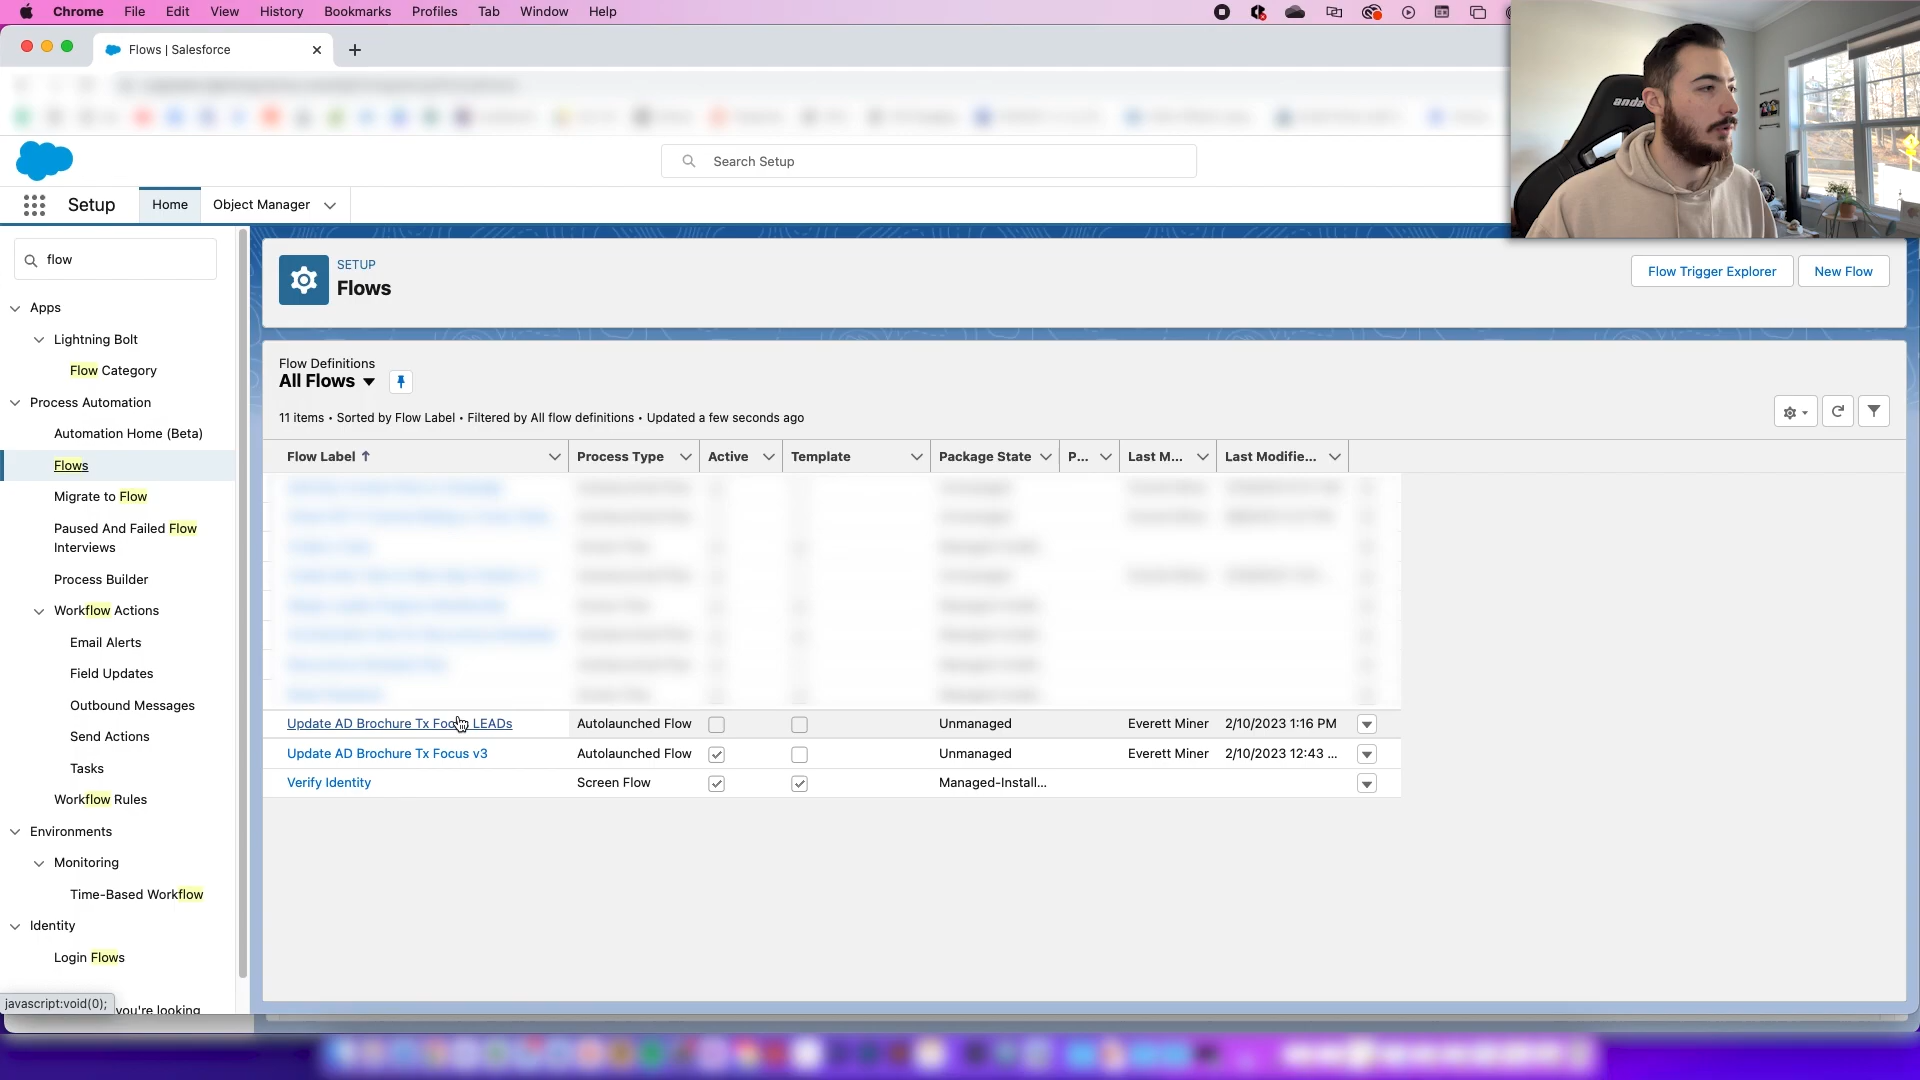 Chrome File Edit View History Bookmarks Profiles Tab Window Help
Flows | Salesforce
anda
Search Setup
Setup Home Object Manager
flow
Apps
Lightning Bolt
Flow Category
Process Automation
Automation Home (Beta)
Flows
Migrate to Flow
Paused And Failed Flow
Interviews
Process Builder
Workflow Actions
Email Alerts
Field Updates
Outbound Messages
Send Actions
Tasks
Workflow Rules
Environments
Monitoring
Time-Based Workflow
Identity
Login Flows
javascript:void(0); you're looking
SETUP
Flows
Flow Trigger Explorer New Flow
Flow Definitions
All Flows
11 items • Sorted by Flow Label • Filtered by All flow definitions • Updated a few seconds ago
Flow Label Process Type Active Template Package State P... Last M... Last Modifie...
Update AD Brochure Tx Focus LEADs Autolaunched Flow Unmanaged Everett Miner 2/10/2023 1:16 PM
Update AD Brochure Tx Focus v3 Autolaunched Flow Unmanaged Everett Miner 2/10/2023 12:43 ...
Verify Identity Screen Flow Managed-Install...